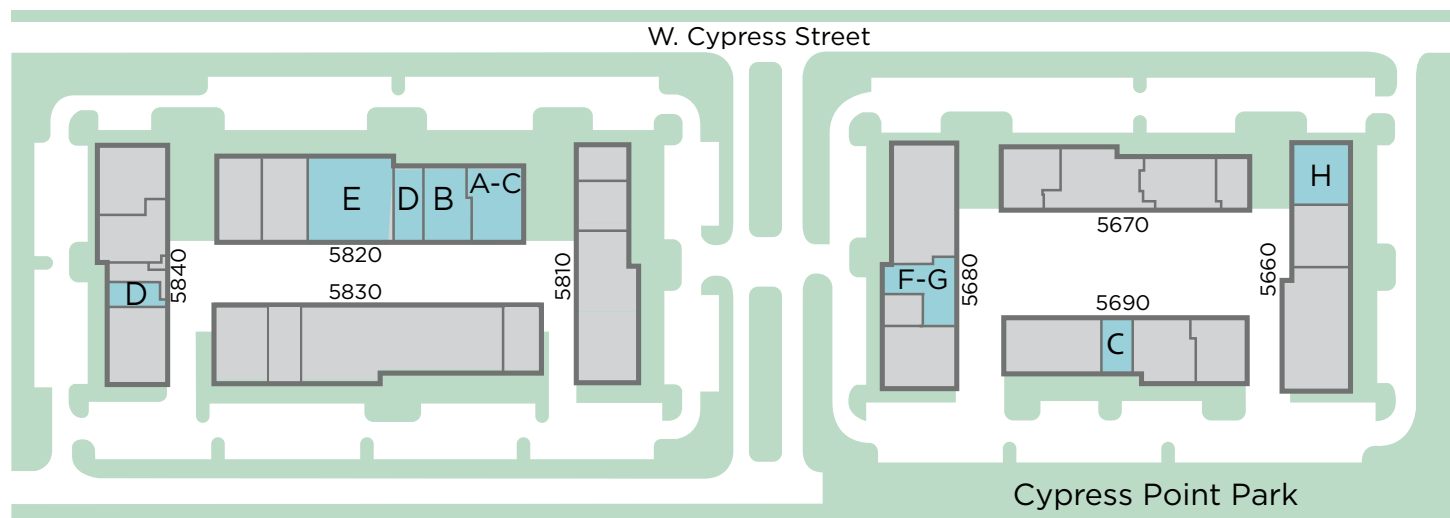 W. Cypress Street
E
D
B
A-C
5820
5840
D
5830
5810
H
5670
F-G
5680
5660
5690
C
Cypress Point Park